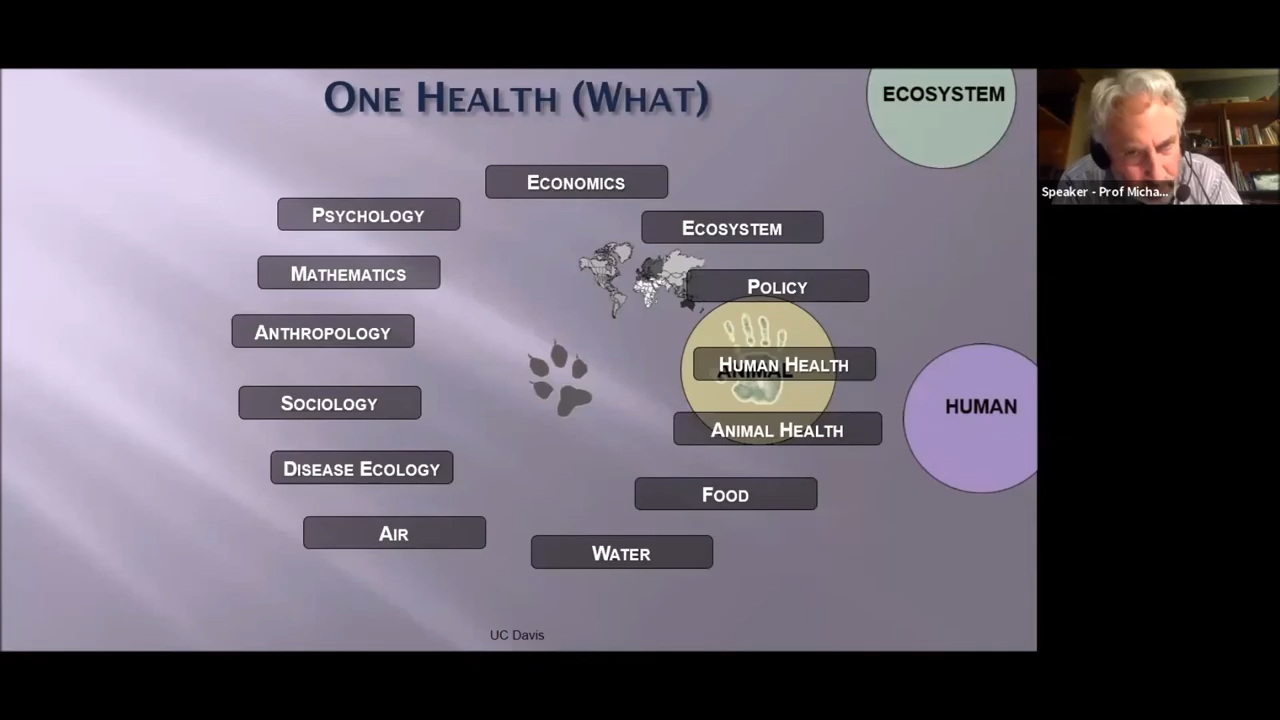 ONE HEALTH (WHAT)
ECOSYSTEM
Speaker - Prof Micha...
ECONOMICS
PSYCHOLOGY
ECOSYSTEM
MATHEMATICS
POLICY
ANTHROPOLOGY
HUMAN HEALTH
ANIMAL
HUMAN
SOCIOLOGY
ANIMAL HEALTH
DISEASE ECOLOGY
FOOD
AIR
WATER
UC Davis